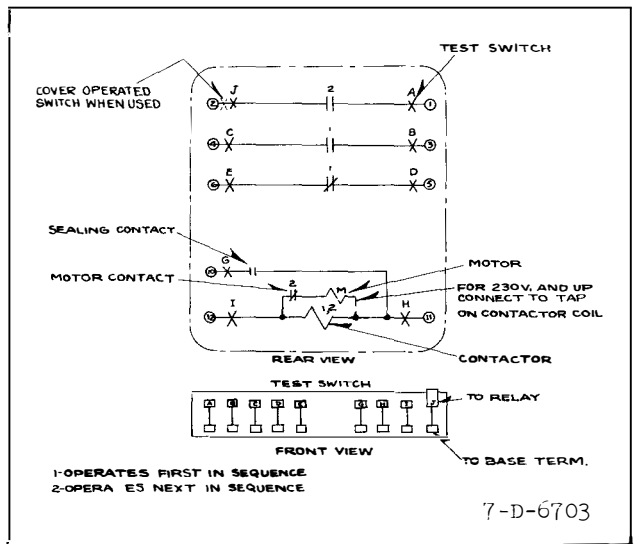 TEST SWITCH
COVER OPERATED
SWITCH WHEN USED
2 J 2 A 1
4 C 1 B 3
6 E 1 D 5
SEALING CONTACT
10 G
MOTOR CONTACT
MOTOR
2 M
FOR 230V. AND UP
CONNECT TO TAP
ON CONTACTOR COIL
12 I 1,2 H 11
REAR VIEW
CONTACTOR
TEST SWITCH
TO RELAY
A B C D E G H I J
FRONT VIEW
TO BASE TERM.
1-OPERATES FIRST IN SEQUENCE
2-OPERA ES NEXT IN SEQUENCE
7-D-6703